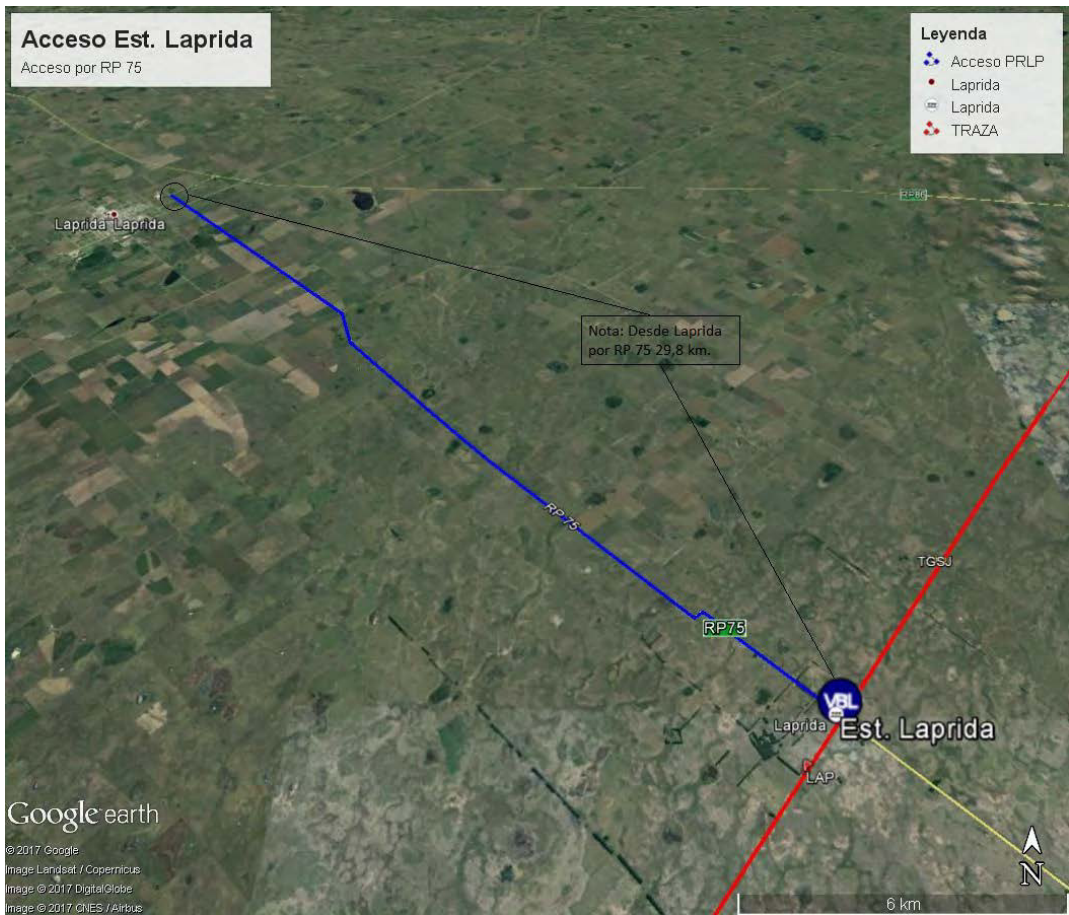 Acceso Est. Laprida
Acceso por RP 75
Leyenda
Acceso PRLP
Laprida
Laprida
TRAZA
RP86
Laprida Laprida
Nota: Desde Laprida
por RP 75 29,8 km.
RP 75
TGSJ
RP75
VBL
Laprida
Est. Laprida
LAP
Google earth
© 2017 Google
Image Landsat / Copernicus
Image © 2017 DigitalGlobe
Image © 2017 CNES / Airbus
N
6 km